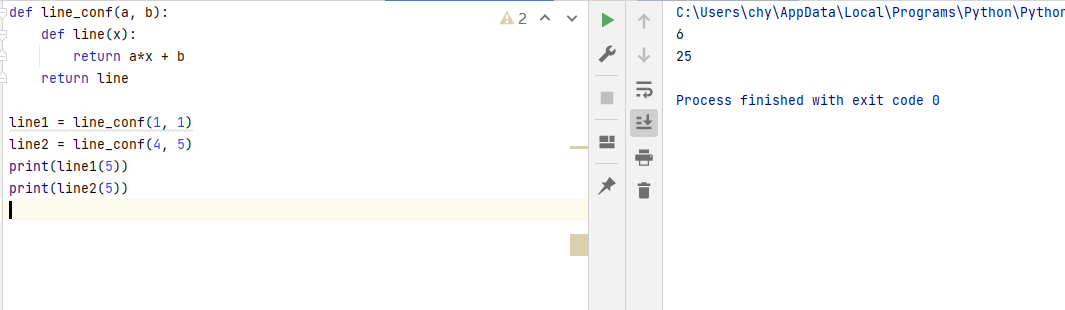 def line_conf(a, b):
    def line(x):
        return a*x + b
    return line

line1 = line_conf(1, 1)
line2 = line_conf(4, 5)
print(line1(5))
print(line2(5))
2
C:\Users\chy\AppData\Local\Programs\Python\Python
6
25

Process finished with exit code 0